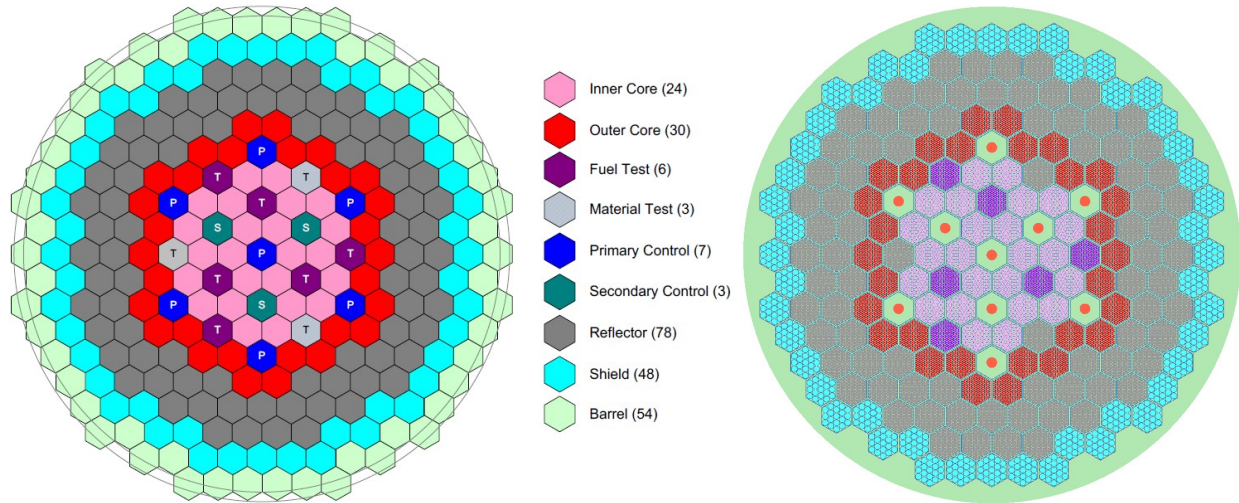 P
T T
P T P
S S
T P T
T T
P S P
T T
P
Inner Core (24)
Outer Core (30)
Fuel Test (6)
Material Test (3)
Primary Control (7)
Secondary Control (3)
Reflector (78)
Shield (48)
Barrel (54)